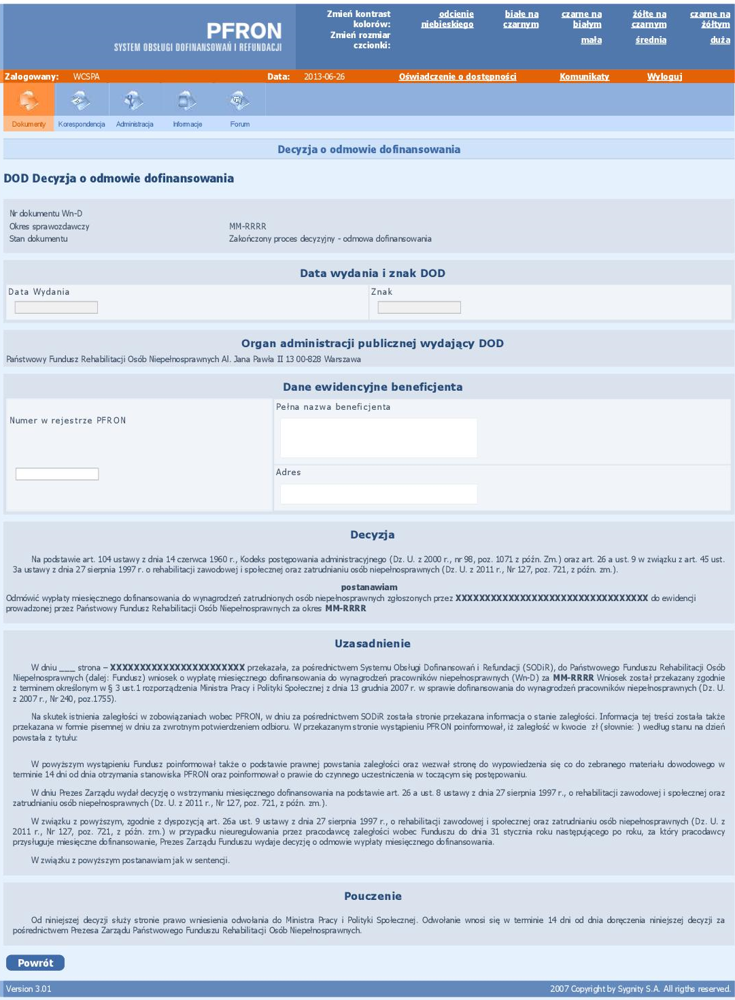 PFRON
SYSTEM OBSŁUGI DOFINANSOWAŃ I REFUNDACJI
Zmień kontrast kolorów: odcienie niebieskiego białe na czarnym czarne na białym żółte na czarnym czarne na żółtym
Zmień rozmiar czcionki: mała średnia duża
Zalogowany: WCSPA Data: 2013-06-26 Oświadczenie o dostępności Komunikaty Wyloguj
Dokumenty Korespondencja Administracja Informacje Forum
Decyzja o odmowie dofinansowania
DOD Decyzja o odmowie dofinansowania
Nr dokumentu Wn-D
Okres sprawozdawczy MM-RRRR
Stan dokumentu Zakończony proces decyzyjny - odmowa dofinansowania
Data wydania i znak DOD
Data Wydania Znak
Organ administracji publicznej wydający DOD
Państwowy Fundusz Rehabilitacji Osób Niepełnosprawnych Al. Jana Pawła II 13 00-828 Warszawa
Dane ewidencyjne beneficjenta
Pełna nazwa beneficjenta
Numer w rejestrze PFRON
Adres
Decyzja
Na podstawie art. 104 ustawy z dnia 14 czerwca 1960 r., Kodeks postępowania administracyjnego (Dz. U. z 2000 r., nr 98, poz. 1071 z późn. Zm.) oraz art. 26 a ust. 9 w związku z art. 45 ust.
3a ustawy z dnia 27 sierpnia 1997 r. o rehabilitacji zawodowej i społecznej oraz zatrudnianiu osób niepełnosprawnych (Dz. U. z 2011 r., Nr 127, poz. 721, z późn. zm.).
postanawiam
Odmówić wypłaty miesięcznego dofinansowania do wynagrodzeń zatrudnionych osób niepełnosprawnych zgłoszonych przez XXXXXXXXXXXXXXXXXXXXXXXXXXXXXXXXX do ewidencji
prowadzonej przez Państwowy Fundusz Rehabilitacji Osób Niepełnosprawnych za okres MM-RRRR
Uzasadnienie
W dniu ___ strona – XXXXXXXXXXXXXXXXXXXXXXX przekazała, za pośrednictwem Systemu Obsługi Dofinansowań i Refundacji (SODiR), do Państwowego Funduszu Rehabilitacji Osób
Niepełnosprawnych (dalej: Fundusz) wniosek o wypłatę miesięcznego dofinansowania do wynagrodzeń pracowników niepełnosprawnych (Wn-D) za MM-RRRR Wniosek został przekazany zgodnie
z terminem określonym w § 3 ust.1 rozporządzenia Ministra Pracy i Polityki Społecznej z dnia 13 grudnia 2007 r. w sprawie dofinansowania do wynagrodzeń pracowników niepełnosprawnych (Dz. U.
z 2007 r., Nr 240, poz.1755).
Na skutek istnienia zaległości w zobowiązaniach wobec PFRON, w dniu za pośrednictwem SODiR została stronie przekazana informacja o stanie zaległości. Informacja tej treści została także
przekazana w formie pisemnej w dniu za zwrotnym potwierdzeniem odbioru. W przekazanym stronie wystąpieniu PFRON poinformował, iż zaległość w kwocie zł (słownie: ) według stanu na dzień
powstała z tytułu:
W powyższym wystąpieniu Fundusz poinformował także o podstawie prawnej powstania zaległości oraz wezwał stronę do wypowiedzenia się co do zebranego materiału dowodowego w
terminie 14 dni od dnia otrzymania stanowiska PFRON oraz poinformował o prawie do czynnego uczestniczenia w toczącym się postępowaniu.
W dniu Prezes Zarządu wydał decyzję o wstrzymaniu miesięcznego dofinansowania na podstawie art. 26 a ust. 8 ustawy z dnia 27 sierpnia 1997 r., o rehabilitacji zawodowej i społecznej oraz
zatrudnianiu osób niepełnosprawnych (Dz. U. z 2011 r., Nr 127, poz. 721, z późn. zm.).
W związku z powyższym, zgodnie z dyspozycją art. 26a ust. 9 ustawy z dnia 27 sierpnia 1997 r., o rehabilitacji zawodowej i społecznej oraz zatrudnianiu osób niepełnosprawnych (Dz. U. z
2011 r., Nr 127, poz. 721, z późn. zm.) w przypadku nieuregulowania przez pracodawcę zaległości wobec Funduszu do dnia 31 stycznia roku następującego po roku, za który pracodawcy
przysługuje miesięczne dofinansowanie, Prezes Zarządu Funduszu wydaje decyzję o odmowie wypłaty miesięcznego dofinansowania.
W związku z powyższym postanawiam jak w sentencji.
Pouczenie
Od niniejszej decyzji służy stronie prawo wniesienia odwołania do Ministra Pracy i Polityki Społecznej. Odwołanie wnosi się w terminie 14 dni od dnia doręczenia niniejszej decyzji za
pośrednictwem Prezesa Zarządu Państwowego Funduszu Rehabilitacji Osób Niepełnosprawnych.
Powrót
Version 3.01 2007 Copyright by Sygnity S.A. All rigths reserved.